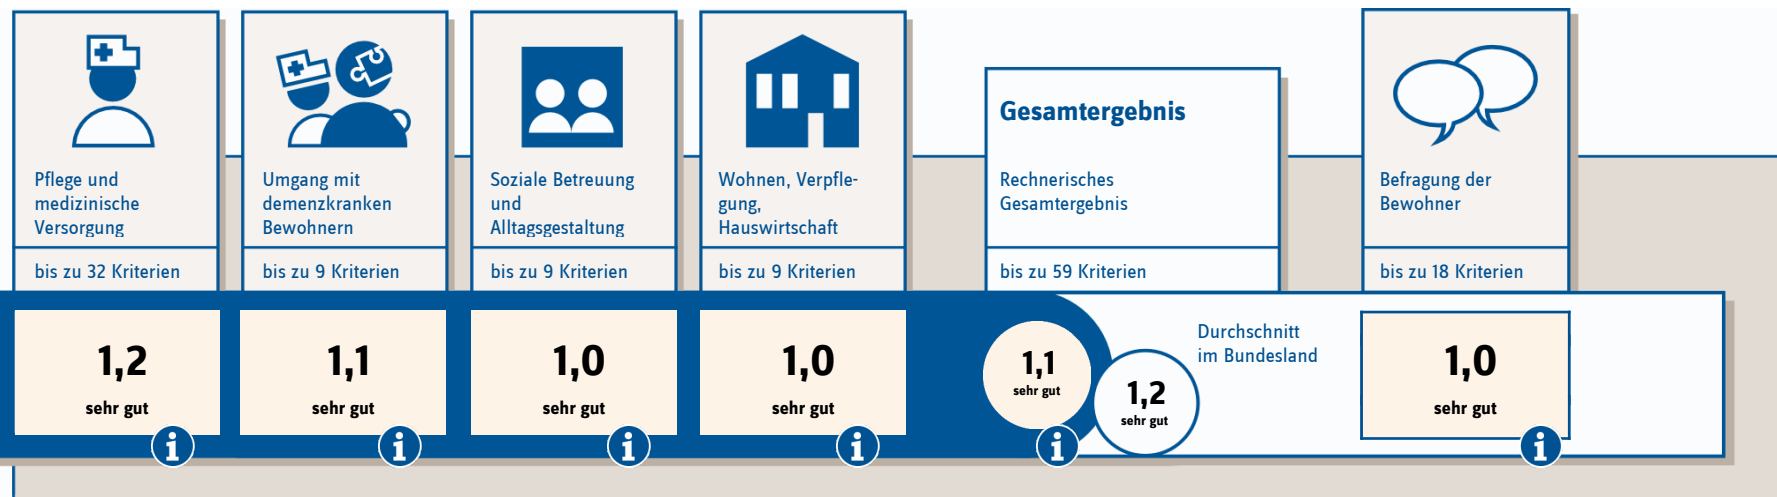 Pflege und
medizinische
Versorgung
bis zu 32 Kriterien
1,2
sehr gut
Umgang mit
demenzkranken
Bewohnern
bis zu 9 Kriterien
1,1
sehr gut
Soziale Betreuung
und
Alltagsgestaltung
bis zu 9 Kriterien
1,0
sehr gut
Wohnen, Verpfle-
gung,
Hauswirtschaft
bis zu 9 Kriterien
1,0
sehr gut
Gesamtergebnis
Rechnerisches
Gesamtergebnis
bis zu 59 Kriterien
1,1
sehr gut
1,2
sehr gut
Durchschnitt
im Bundesland
Befragung der
Bewohner
bis zu 18 Kriterien
1,0
sehr gut